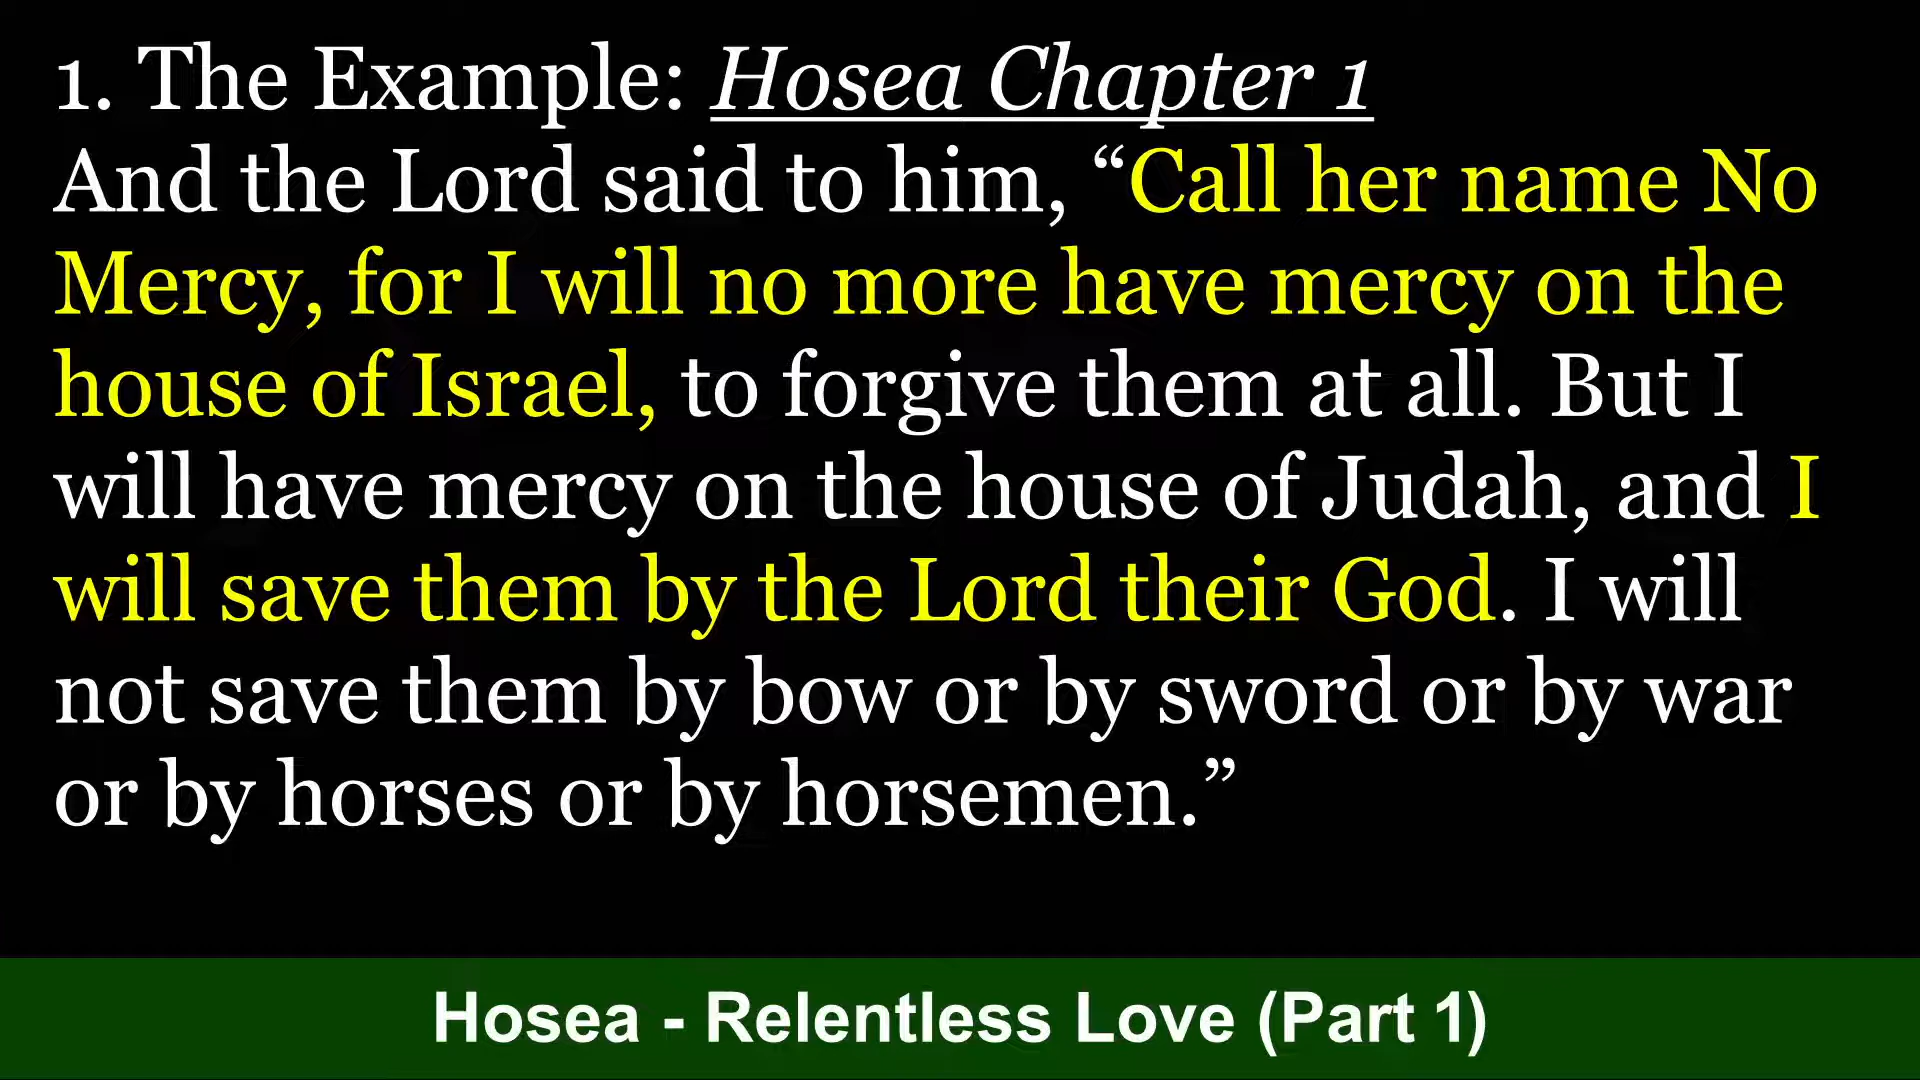 1. The Example: Hosea Chapter 1
And the Lord said to him, “Call her name No
Mercy, for I will no more have mercy on the
house of Israel, to forgive them at all. But I
will have mercy on the house of Judah, and I
will save them by the Lord their God. I will
not save them by bow or by sword or by war
or by horses or by horsemen.”
Hosea - Relentless Love (Part 1)